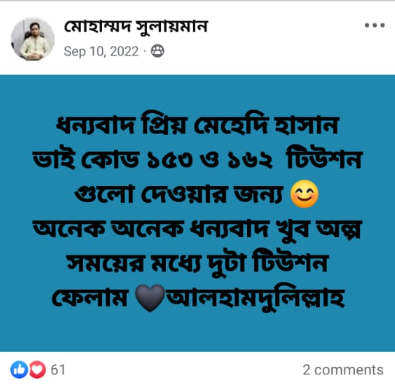 মোহাম্মদ সুলায়মান
Sep 10, 2022 ·
ধন্যবাদ প্রিয় মেহেদি হাসান
ভাই কোড ১৫৩ ও ১৬২ টিউশন
গুলো দেওয়ার জন্য 😊
অনেক অনেক ধন্যবাদ খুব অল্প
সময়ের মধ্যে দুটা টিউশন
ফেলাম 🖤আলহামদুলিল্লাহ
61
2 comments